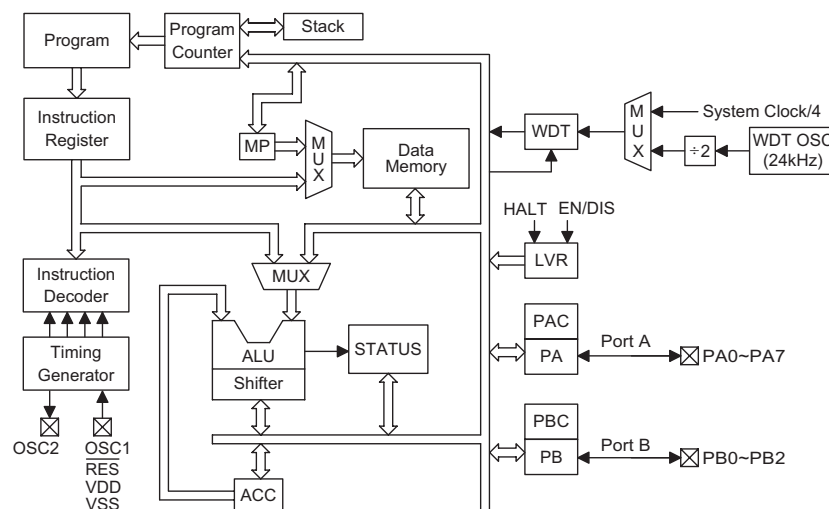 Program
Program
Counter
Stack
Instruction
Register
MP
M
U
X
Data
Memory
WDT
M
U
X
System Clock/4
÷2
WDT OSC
(24kHz)
HALT
EN/DIS
LVR
Instruction
Decoder
MUX
Timing
Generator
ALU
Shifter
STATUS
PAC
PA
Port A
PA0~PA7
PBC
PB
Port B
PB0~PB2
OSC2
OSC1
RES
VDD
VSS
ACC